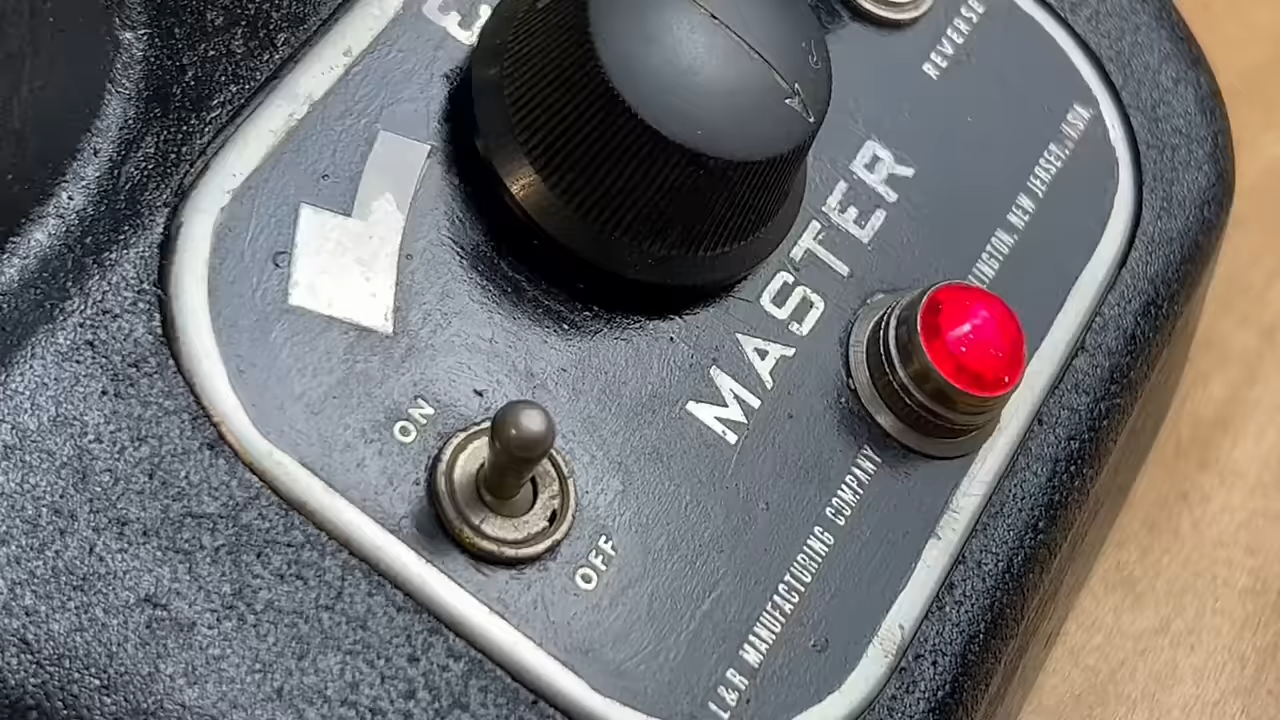 REVERSE
MASTER
ON
OFF
L&R MANUFACTURING COMPANY
NEW JERSEY, U.S.A.